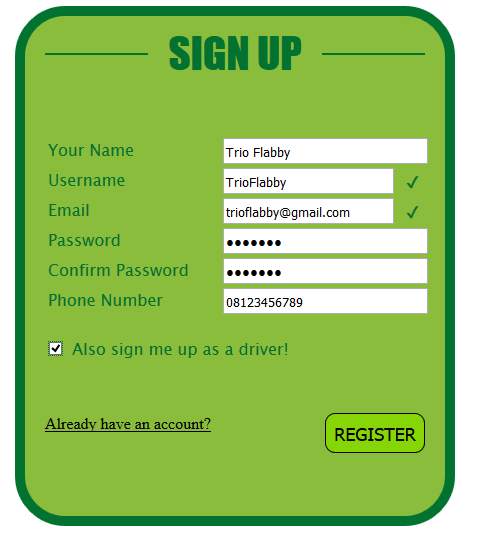 SIGN UP
Your Name Trio Flabby
Username TrioFlabby ✓
Email trioflabby@gmail.com ✓
Password •••••••
Confirm Password •••••••
Phone Number 08123456789
Also sign me up as a driver!
Already have an account? REGISTER